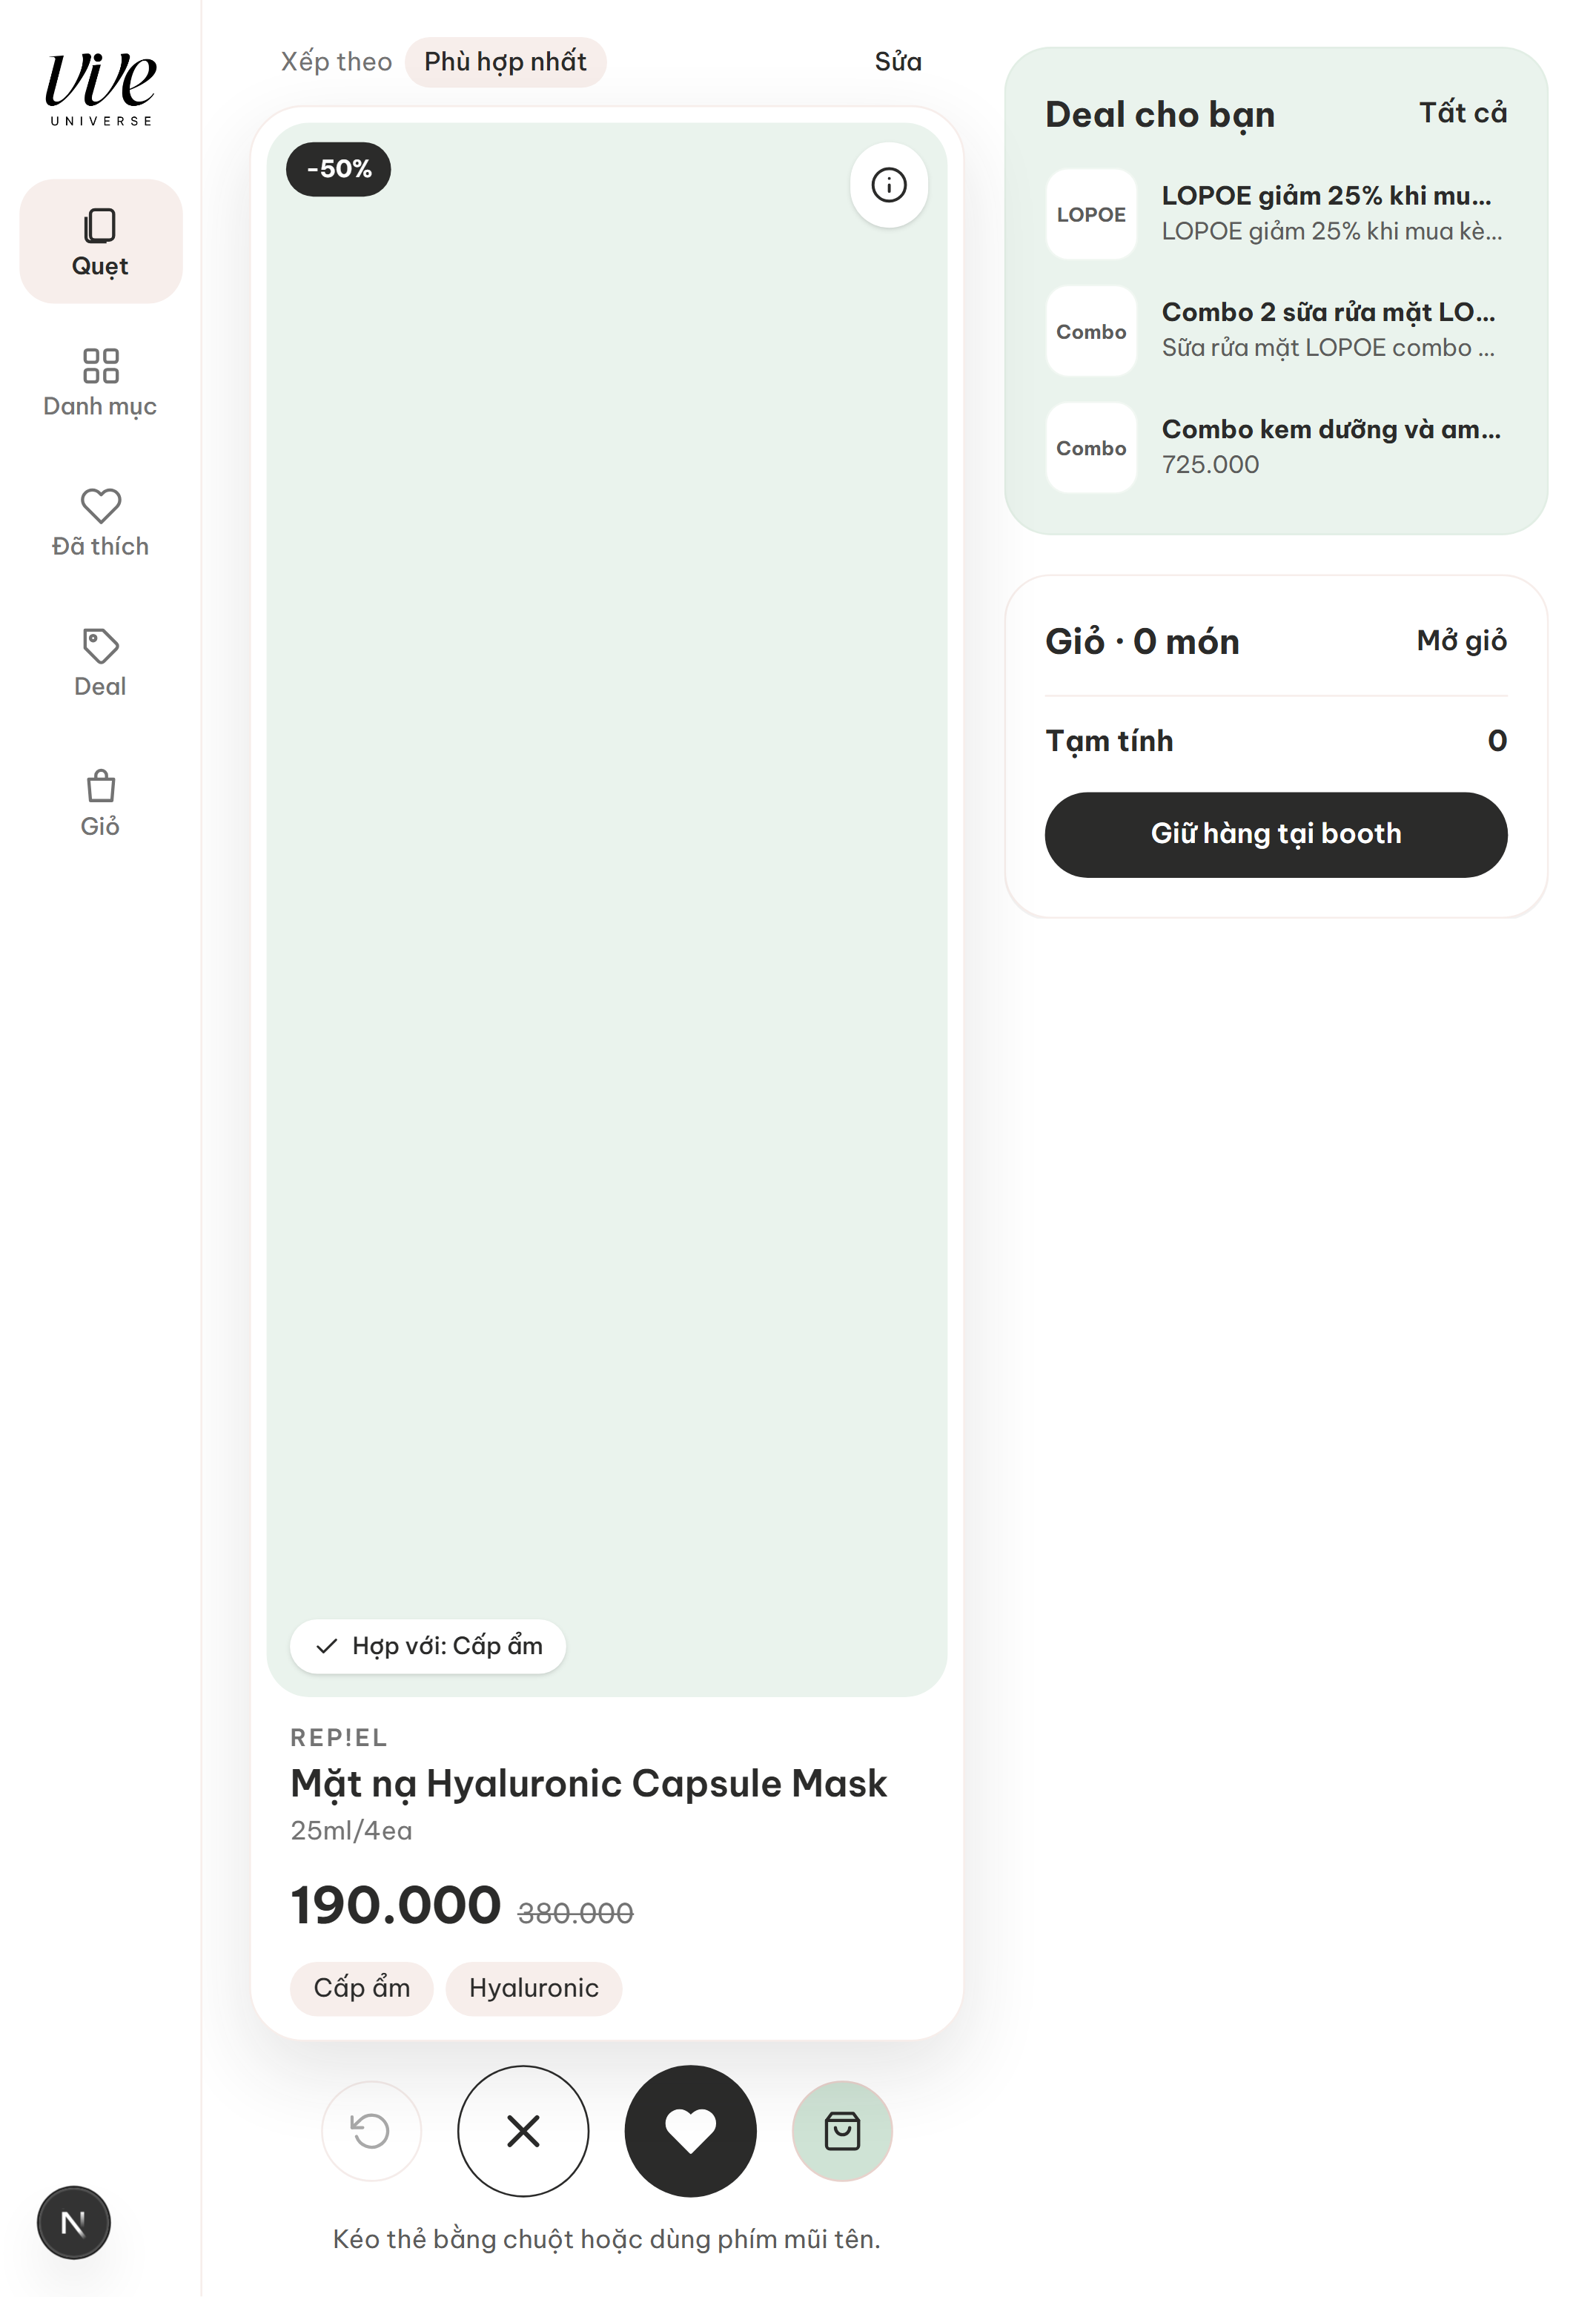 Vive
UNIVERSE
Quẹt
Danh mục
Đã thích
Deal
Giỏ
N
Xếp theo Phù hợp nhất Sửa
-50%
Hợp với: Cấp ẩm
REP!EL
Mặt nạ Hyaluronic Capsule Mask
25ml/4ea
190.000 380.000
Cấp ẩm Hyaluronic
Kéo thẻ bằng chuột hoặc dùng phím mũi tên.
Deal cho bạn Tất cả
LOPOE
LOPOE giảm 25% khi mu...
LOPOE giảm 25% khi mua kè...
Combo
Combo 2 sữa rửa mặt LO...
Sữa rửa mặt LOPOE combo ...
Combo
Combo kem dưỡng và am...
725.000
Giỏ · 0 món Mở giỏ
Tạm tính 0
Giữ hàng tại booth